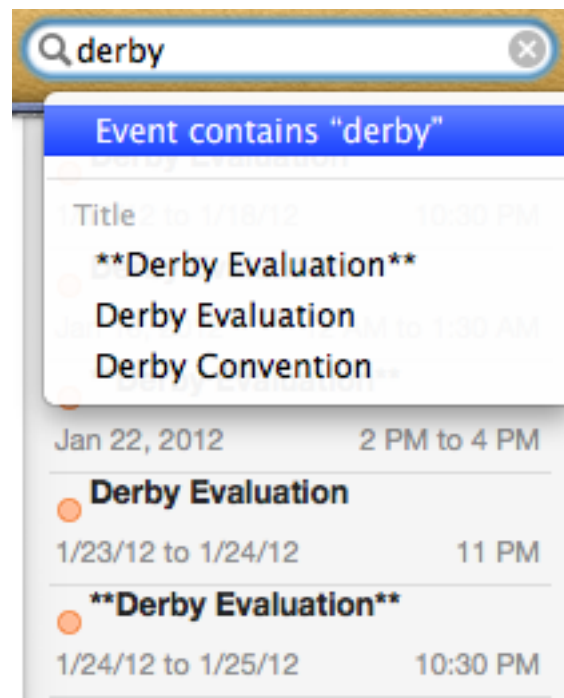 derby
Event contains “derby”
Title
**Derby Evaluation**
Derby Evaluation
Derby Convention
Jan 22, 2012 2 PM to 4 PM
Derby Evaluation
1/23/12 to 1/24/12 11 PM
**Derby Evaluation**
1/24/12 to 1/25/12 10:30 PM